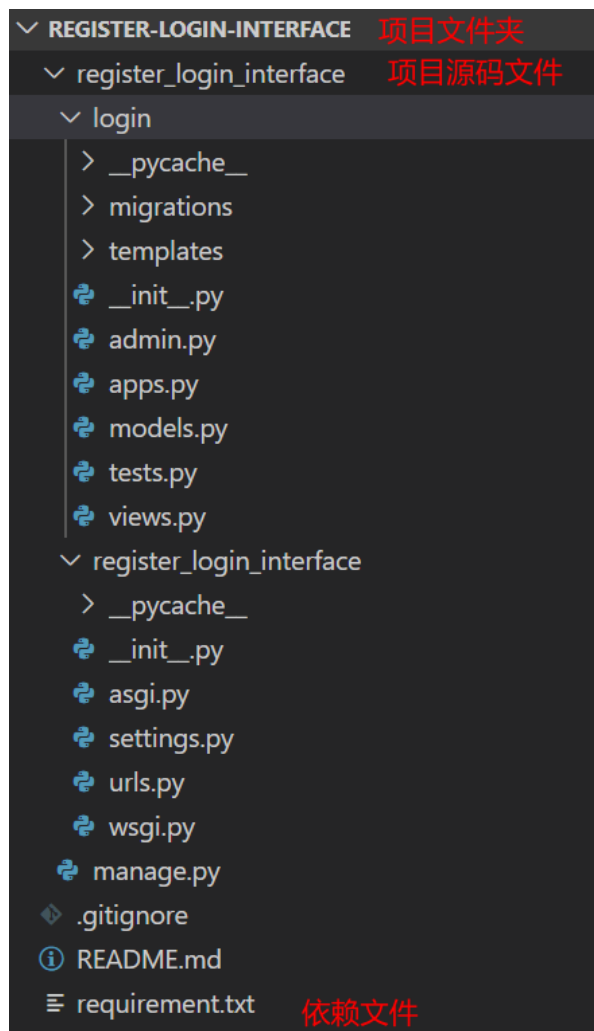 REGISTER-LOGIN-INTERFACE 项目文件夹
register_login_interface 项目源码文件
login
__pycache__
migrations
templates
__init__.py
admin.py
apps.py
models.py
tests.py
views.py
register_login_interface
__pycache__
__init__.py
asgi.py
settings.py
urls.py
wsgi.py
manage.py
.gitignore
README.md
requirement.txt 依赖文件